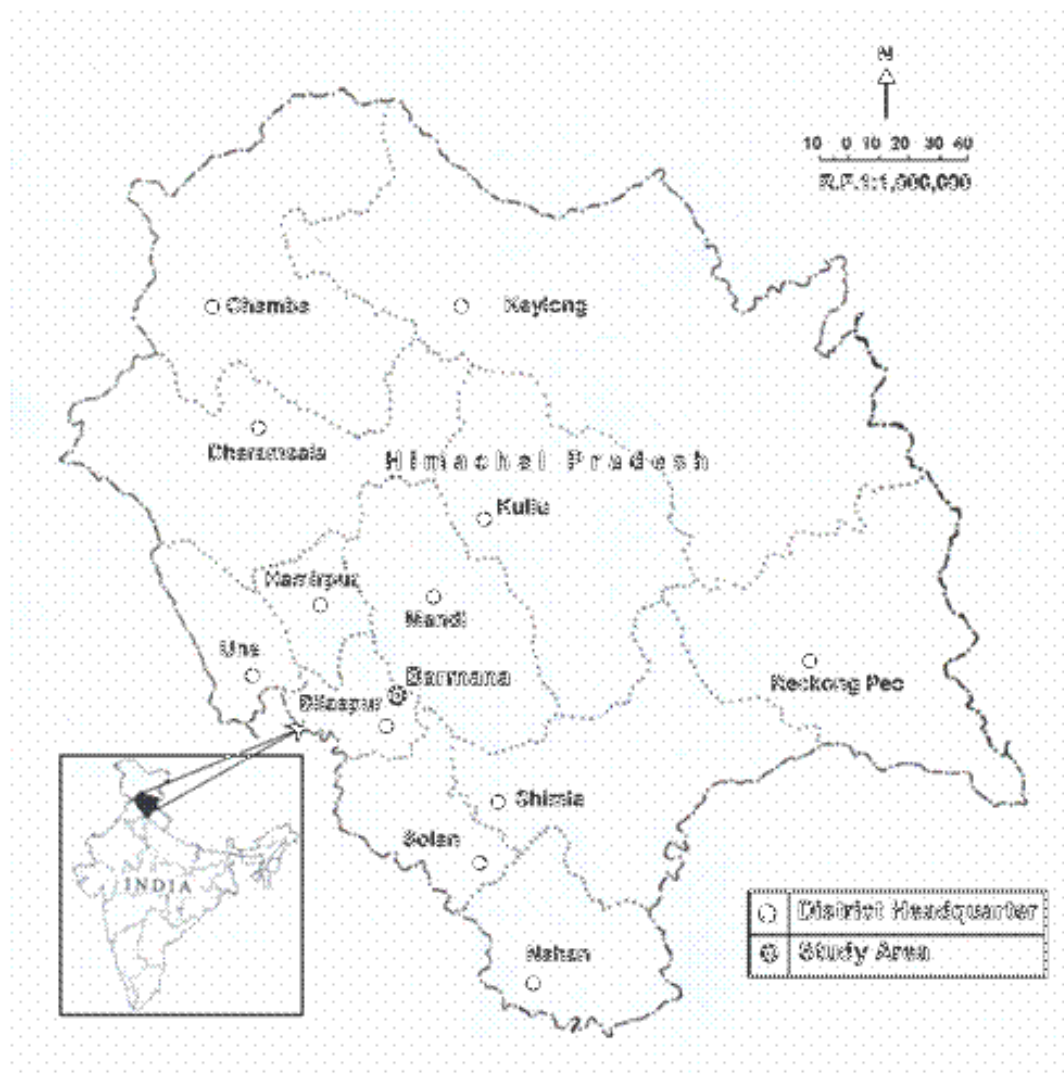 N
10 0 10 20 30 40
R.F.1:1,000,000
Chamba
Keylong
Dharamsala
Himachal Pradesh
Kullu
Hamirpur
Mandi
Una
Barmana
Reckong Peo
Bilaspur
Shimla
Solan
INDIA
District Headquarter
Study Area
Nahan